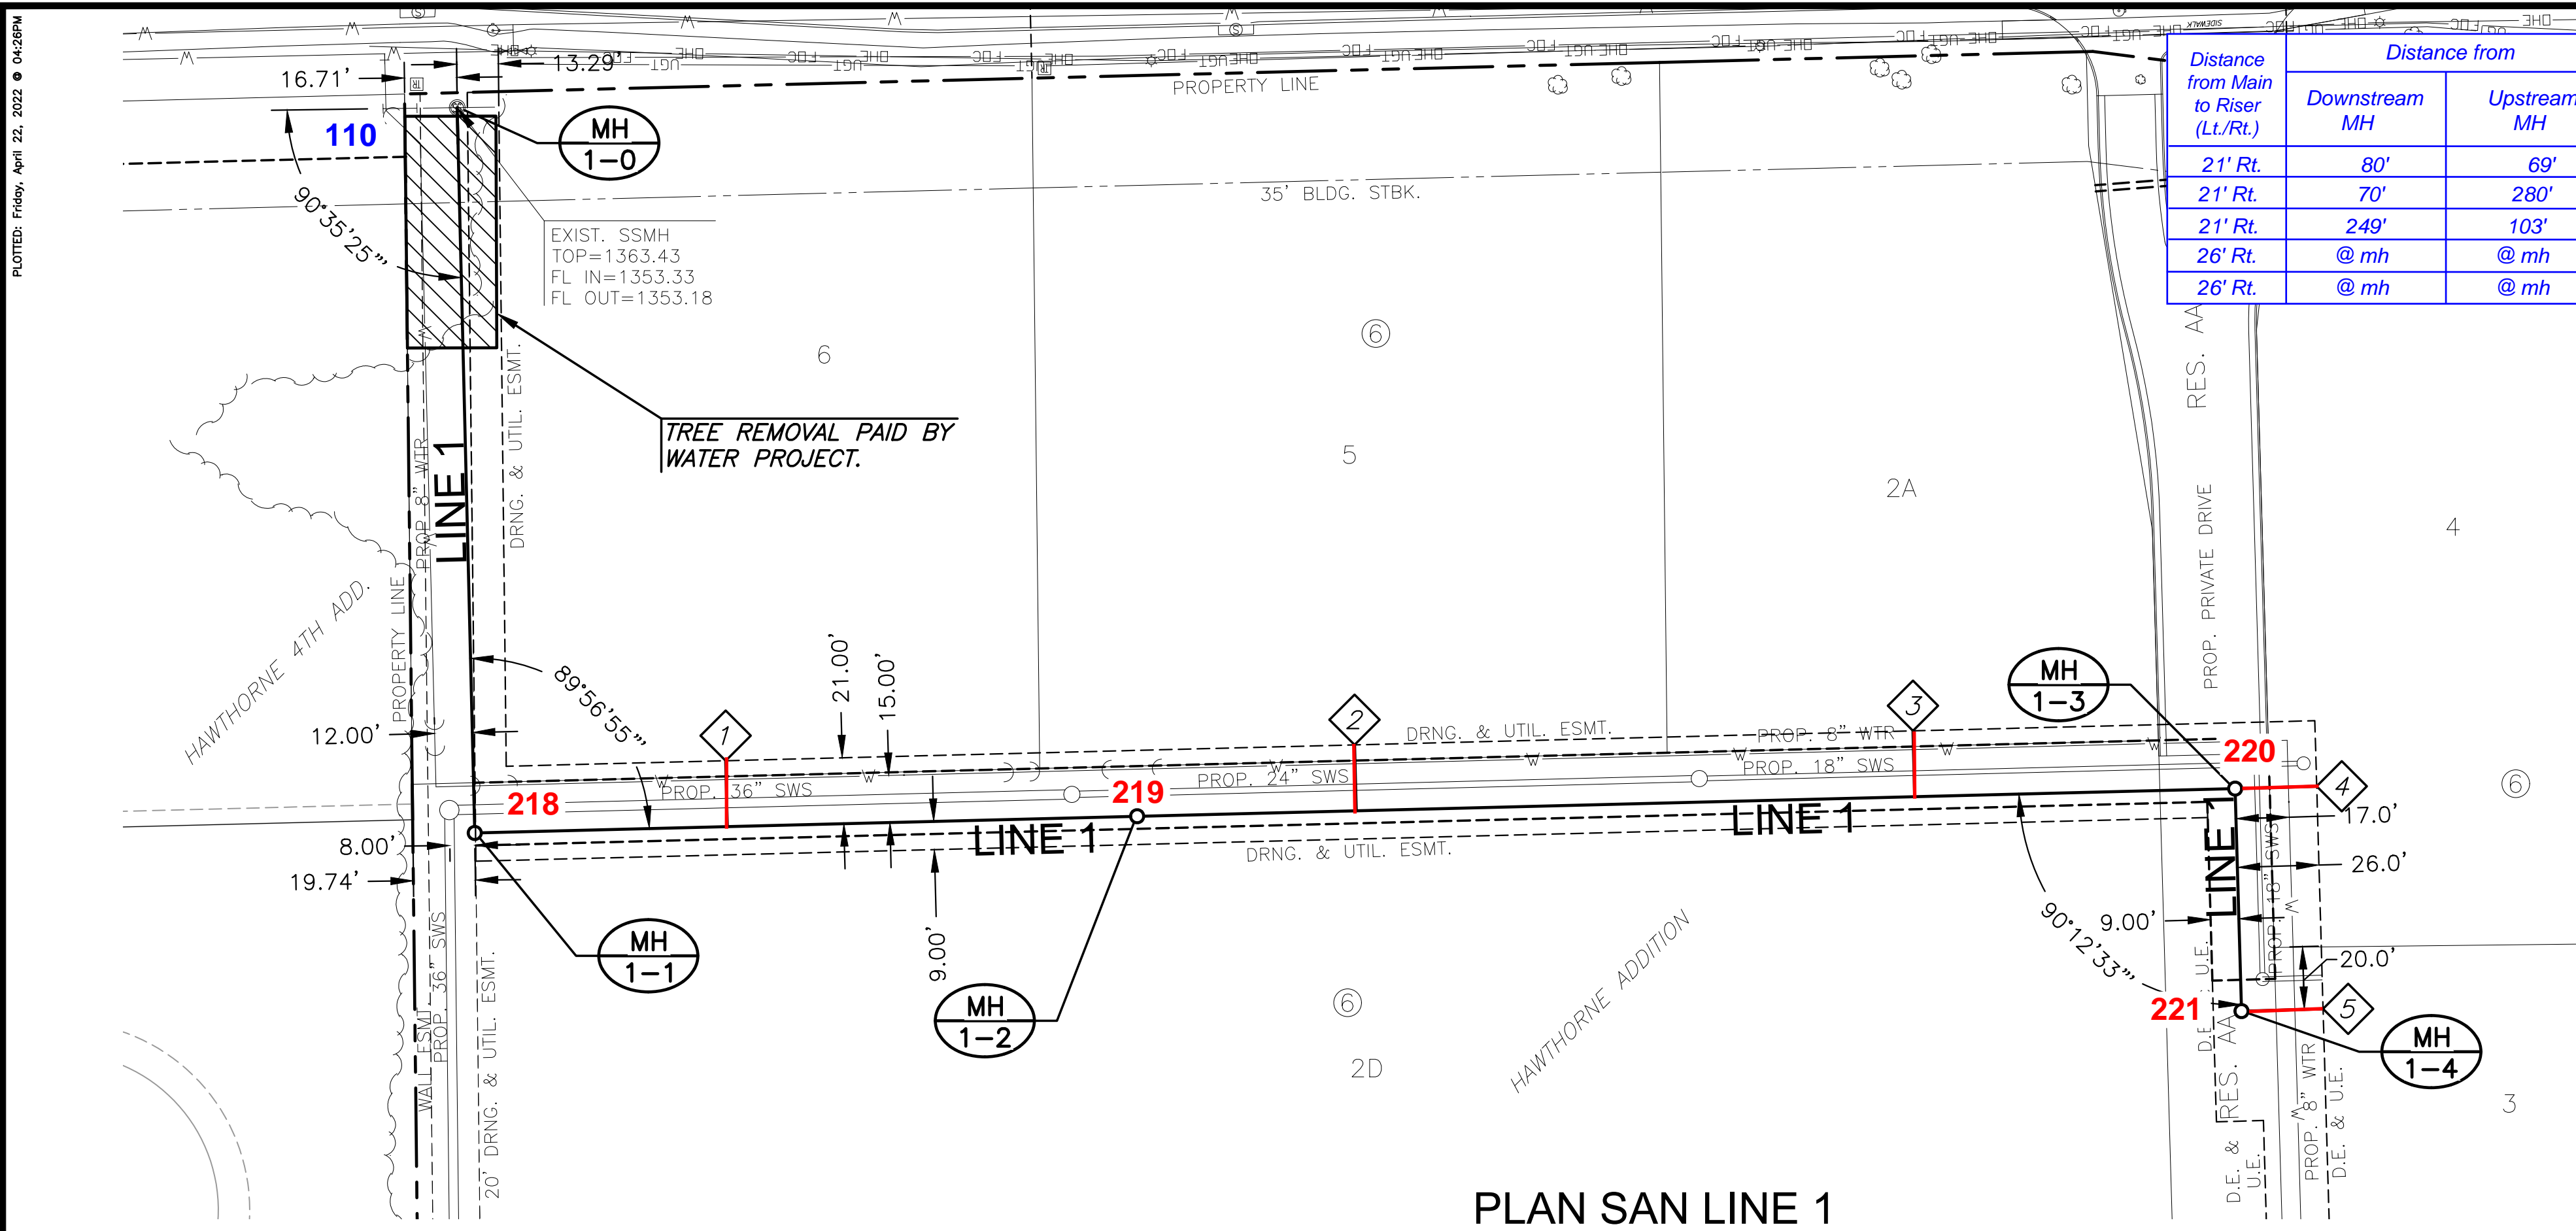 PLOTTED: Friday, April 22, 2022 @ 04:26PM
16.71'
13.29'
SIDEWALK
PROPERTY LINE
110
MH
1-0
90°35'25"'
35' BLDG. STBK.
EXIST. SSMH
TOP=1363.43
FL IN=1353.33
FL OUT=1353.18
Distance from Main to Riser (Lt./Rt.)
Distance from
Downstream MH
Upstream MH
21' Rt. 80' 69'
21' Rt. 70' 280'
21' Rt. 249' 103'
26' Rt. @ mh @ mh
26' Rt. @ mh @ mh
6
6
5
2A
4
RES. AA
PROP. PRIVATE DRIVE
DRNG. & UTIL. ESMT.
TREE REMOVAL PAID BY
WATER PROJECT.
PROP. 8" WTR
LINE 1
PROPERTY LINE
HAWTHORNE 4TH ADD.
89°56'55"'
12.00'
21.00'
15.00'
1
2
3
DRNG. & UTIL. ESMT.
PROP. 8" WTR
MH
1-3
220
218
PROP. 36" SWS
219
PROP. 24" SWS
PROP. 18" SWS
4
6
8.00'
19.74'
LINE 1
LINE 1
LINE 1
DRNG. & UTIL. ESMT.
17.0'
26.0'
PROP. 18" SWS
9.00'
9.00'
90°12'33"'
20.0'
MH
1-1
MH
1-2
WALL ESMT.
PROP. 36" SWS
20' DRNG. & UTIL. ESMT.
6
2D
HAWTHORNE ADDITION
221
5
MH
1-4
3
D.E. & U.E.
RES. AA
D.E. & U.E.
PROP. 8" WTR
D.E. & U.E.
PLAN SAN LINE 1